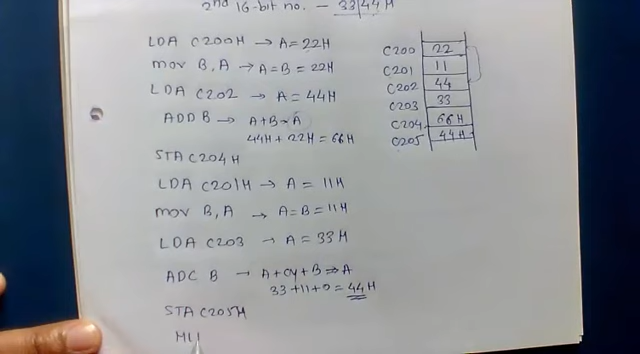 2nd 16-bit no. - 3344H
LDA C200H → A = 22H
mov B, A → A = B = 22H
LDA C202 → A = 44H
ADD B → A+B→A
44H + 22H = 66H
STA C204H
LDA C201H → A = 11H
mov B, A → A = B = 11H
LDA C203 → A = 33H
ADC B → A + cy + B ⇒ A
33 + 11 + 0 = 44H
STA C205H
HL
C200 22
C201 11
C202 44
C203 33
C204 66H
C205 44H